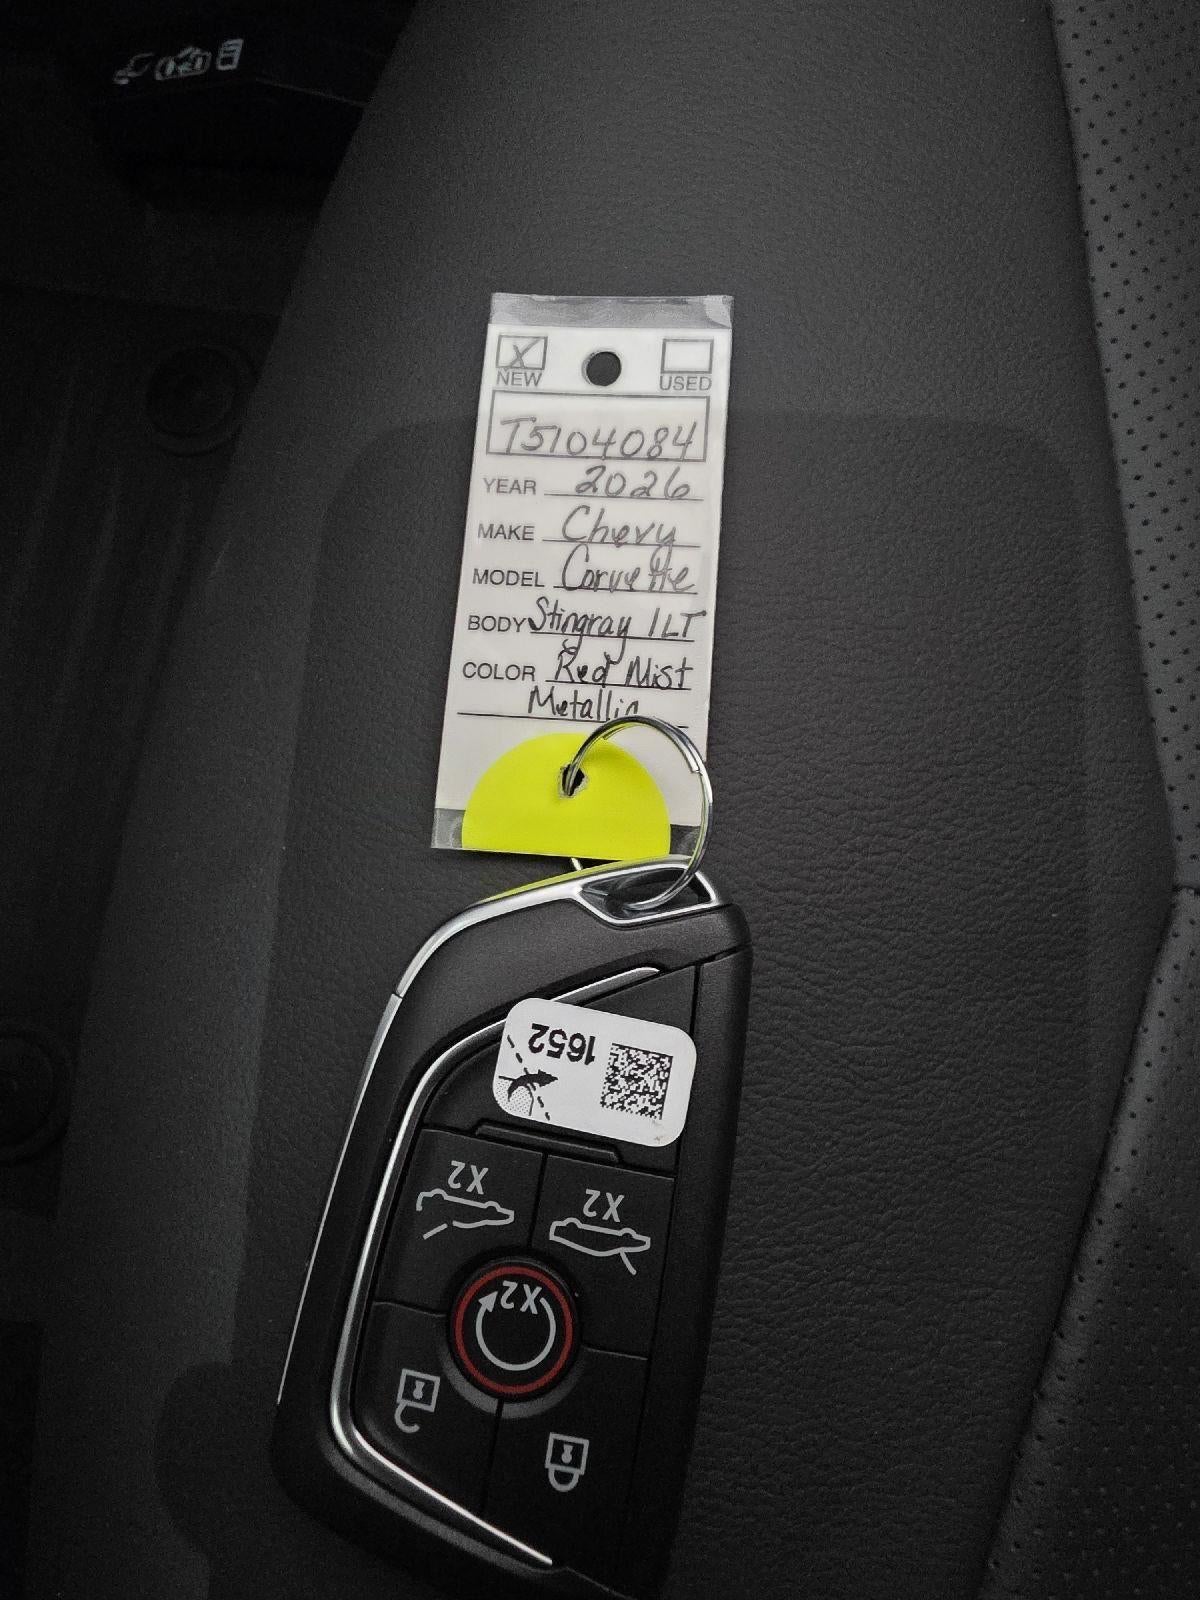 X
NEW USED
T5104084
YEAR 2026
MAKE Chevy
MODEL Corvette
BODY Stingray 1LT
COLOR Red Mist
Metallic
1652
X2
X2
X2